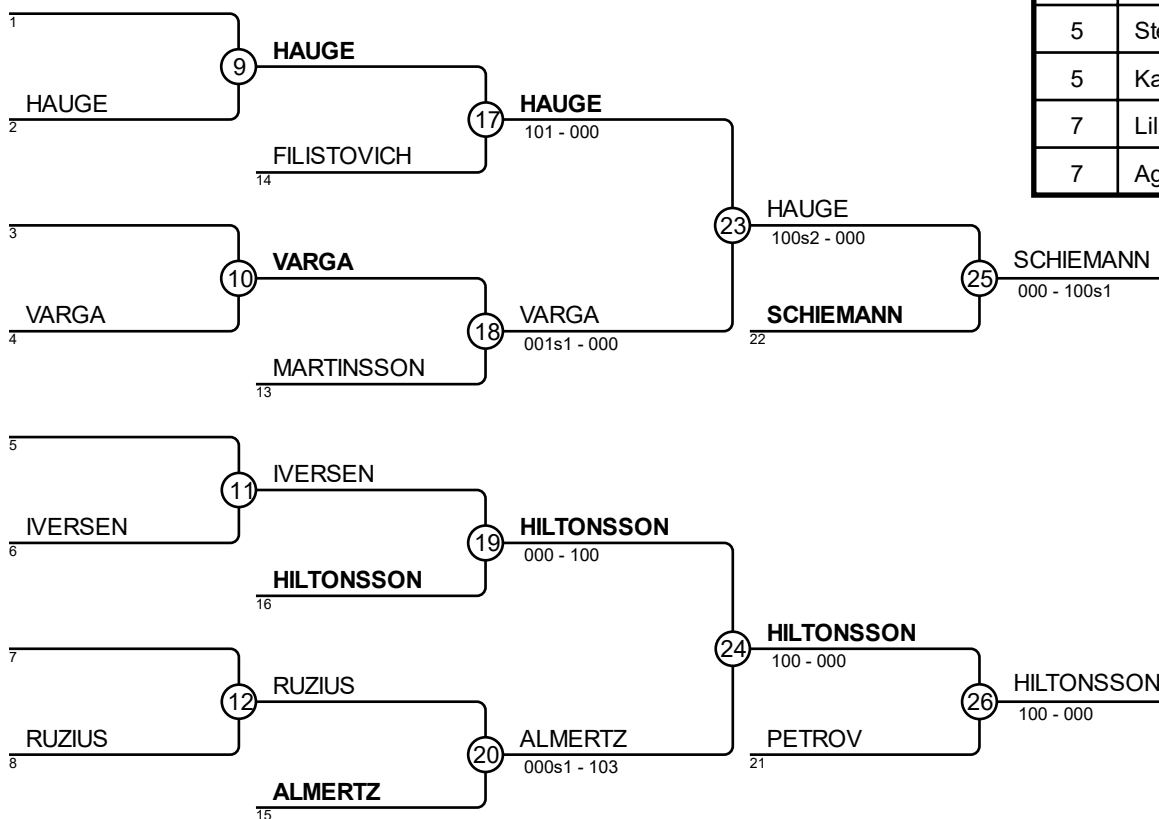 1
HAUGE
2
9
HAUGE
FILISTOVICH
14
17
HAUGE
101 - 000
3
VARGA
4
10
VARGA
MARTINSSON
13
18
VARGA
001s1 - 000
23
HAUGE
100s2 - 000
SCHIEMANN
22
25
SCHIEMANN
000 - 100s1
5
IVERSEN
6
11
IVERSEN
HILTONSSON
16
19
HILTONSSON
000 - 100
7
RUZIUS
8
12
RUZIUS
ALMERTZ
15
20
ALMERTZ
000s1 - 103
24
HILTONSSON
100 - 000
PETROV
21
26
HILTONSSON
100 - 000
5
5
7
7